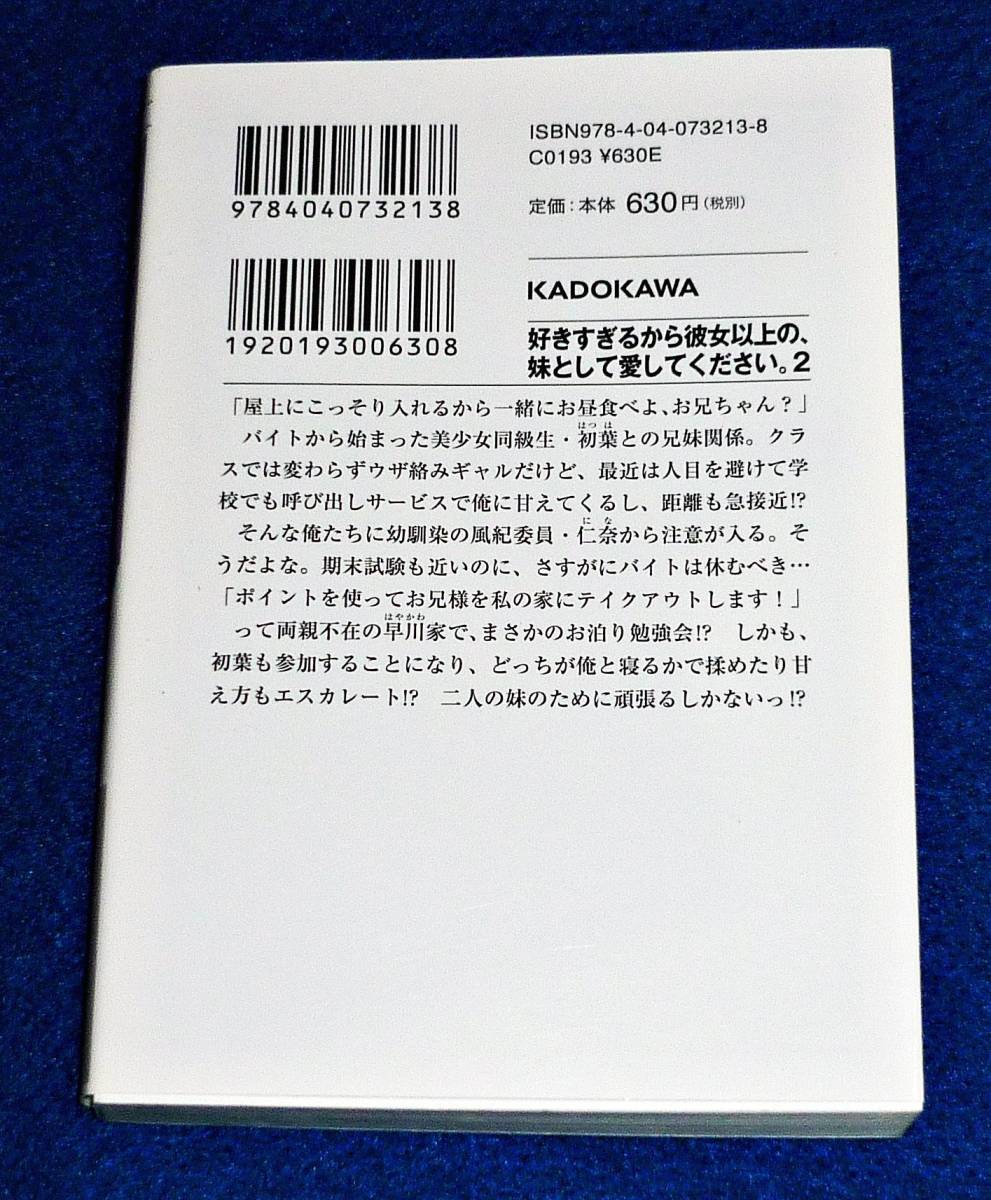 ISBN978-4-04-073213-8
C0193 ¥630E
定価:本体 630円(税別)
9784040732138
1920193006308
KADOKAWA
好きすぎるから彼女以上の、
妹として愛してください。2
「屋上にこっそり入れるから一緒にお昼食べよ、お兄ちゃん?」
はつは
バイトから始まった美少女同級生・初葉との兄妹関係。クラ
スでは変わらずウザ絡みギャルだけど、最近は人目を避けて学
校でも呼び出しサービスで俺に甘えてくるし、距離も急接近!?
にな
そんな俺たちに幼馴染の風紀委員・仁奈から注意が入る。そ
うだよな。期末試験も近いのに、さすがにバイトは休むべき…
「ポイントを使ってお兄様を私の家にテイクアウトします!」
はやかわ
って両親不在の早川家で、まさかのお泊り勉強会!? しかも、
初葉も参加することになり、どっちが俺と寝るかで揉めたり甘
え方もエスカレート!? 二人の妹のために頑張るしかないっ!?